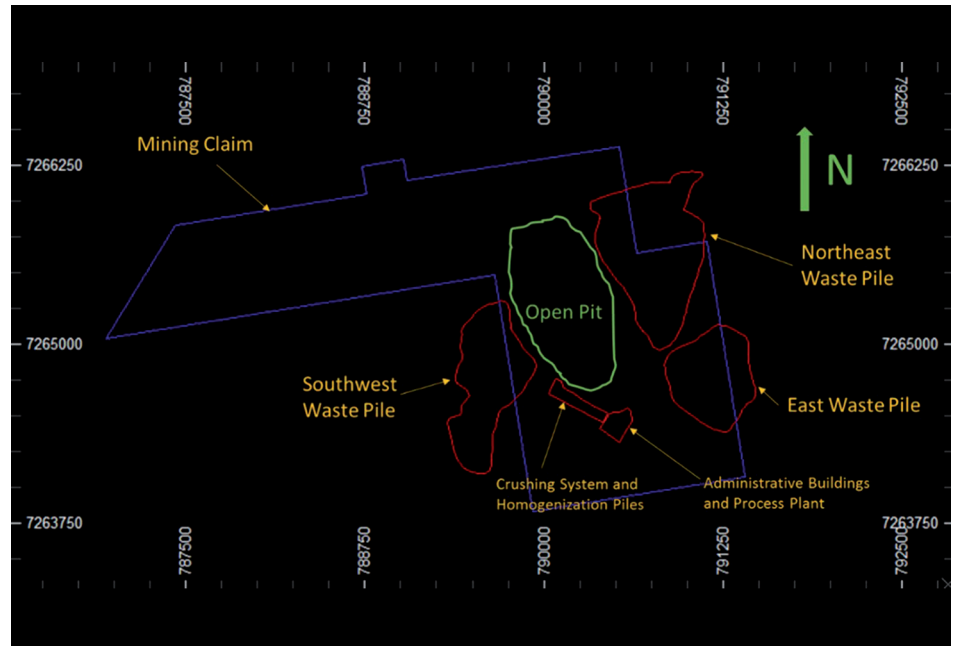 787500
788750
790000
791250
792500
Mining Claim
7266250
7266250
N
Northeast
Waste Pile
Open Pit
7265000
7265000
Southwest
Waste Pile
East Waste Pile
Crushing System and
Homogenization Piles
Administrative Buildings
and Process Plant
7263750
7263750
787500
788750
790000
791250
792500